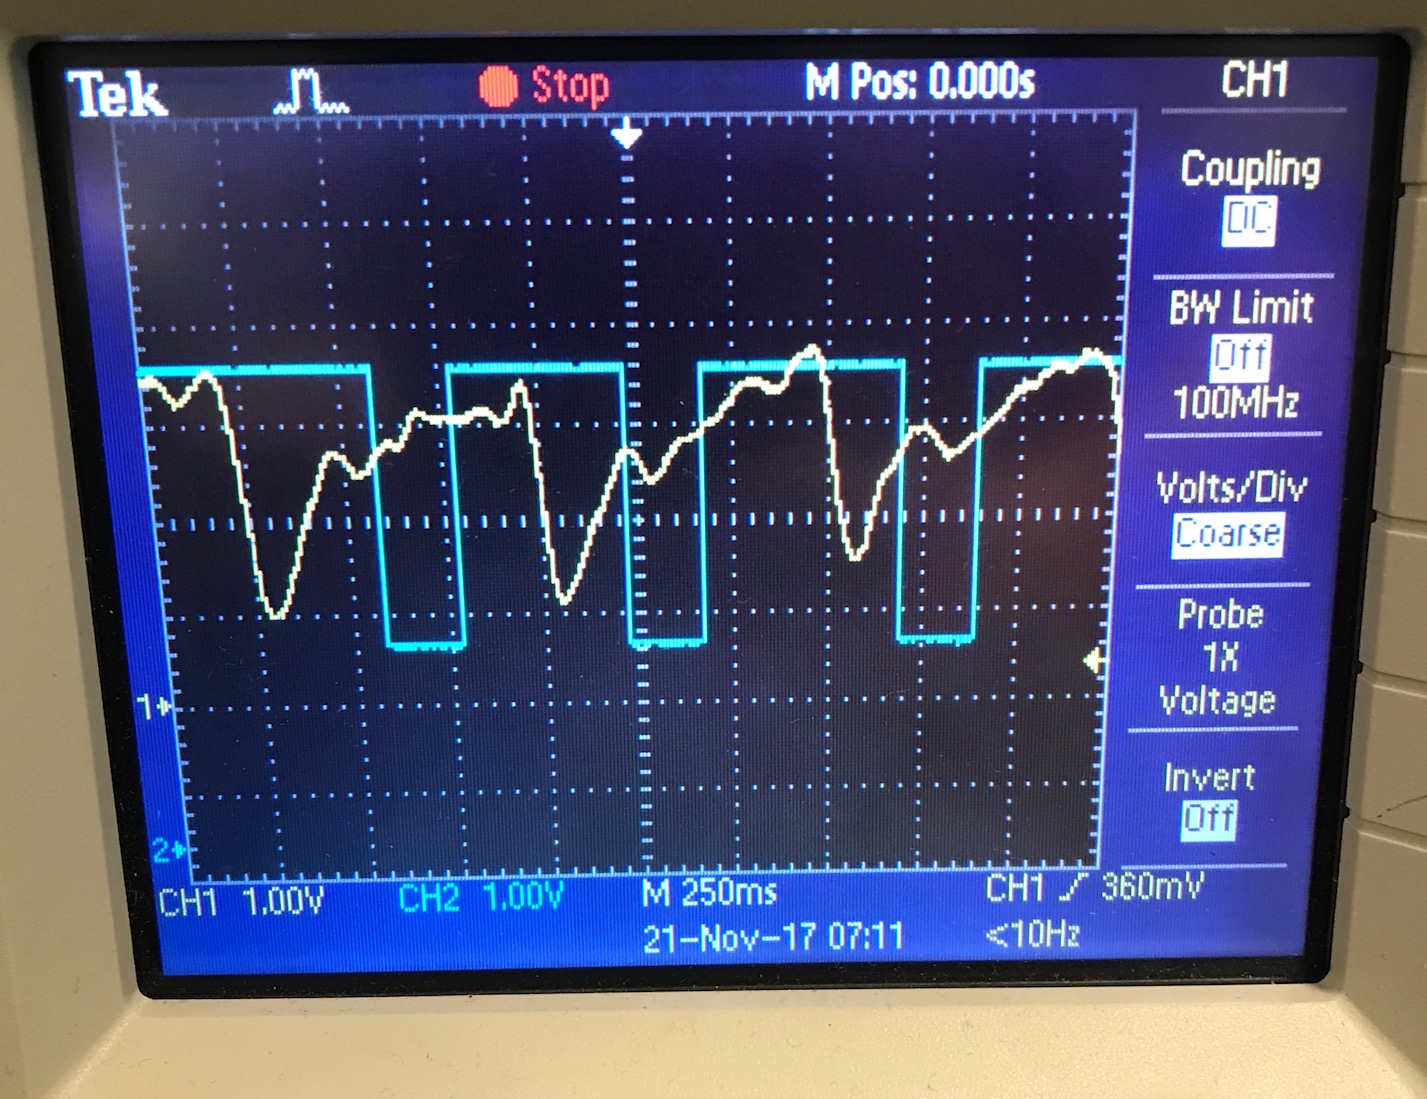 Tek Stop M Pos: 0.000s CH1
Coupling
DC
BW Limit
Off
100MHz
Volts/Div
Coarse
Probe
1X
Voltage
Invert
Off
1
2
CH1 1.00V CH2 1.00V M 250ms CH1 360mV
21-Nov-17 07:11 <10Hz